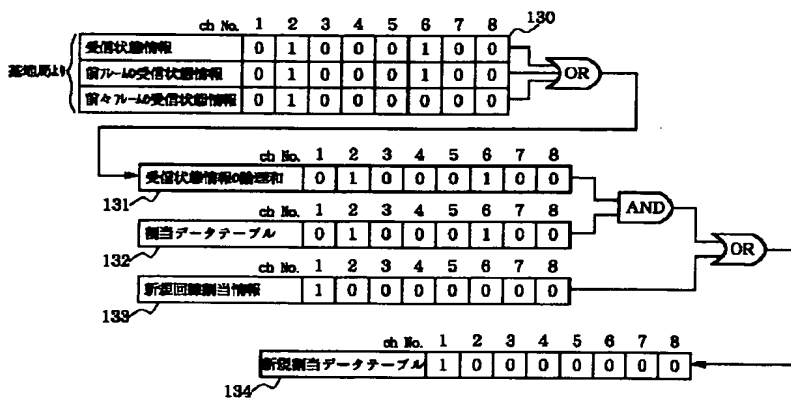 ch No. 1 2 3 4 5 6 7 8 130
受信状態情報 0 1 0 0 0 1 0 0
基地局より 前フレームの受信状態情報 0 1 0 0 0 1 0 0 OR
前々フレームの受信状態情報 0 1 0 0 0 0 0 0
ch No. 1 2 3 4 5 6 7 8
受信状態情報の論理和 0 1 0 0 0 1 0 0
131 AND
ch No. 1 2 3 4 5 6 7 8
割当データテーブル 0 1 0 0 0 1 0 0
132 OR
ch No. 1 2 3 4 5 6 7 8
新規回線割当情報 1 0 0 0 0 0 0 0
133
ch No. 1 2 3 4 5 6 7 8
新規割当データテーブル 1 0 0 0 0 0 0 0
134